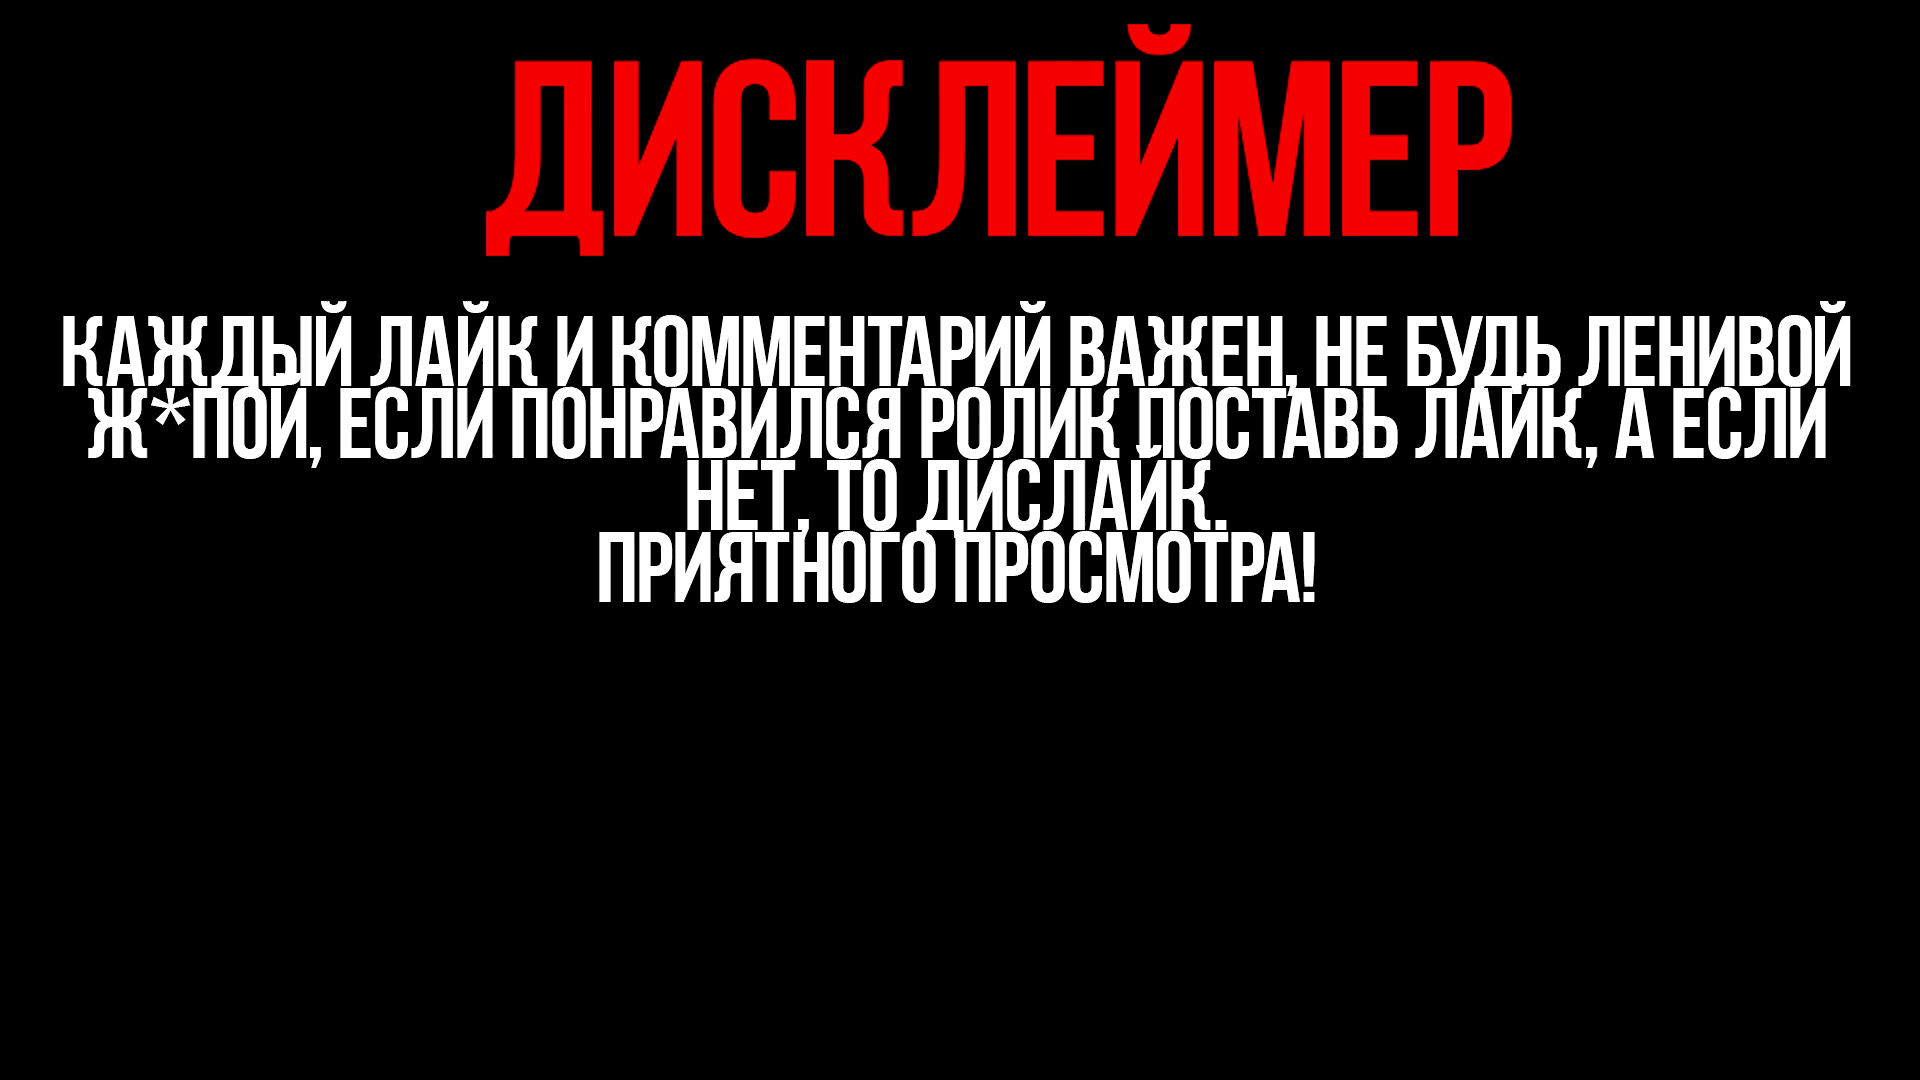 ДИСКЛЕЙМЕР
КАЖДЫЙ ЛАЙК И КОММЕНТАРИЙ ВАЖЕН, НЕ БУДЬ ЛЕНИВОЙ
Ж*ПОЙ, ЕСЛИ ПОНРАВИЛСЯ РОЛИК ПОСТАВЬ ЛАЙК, А ЕСЛИ
НЕТ, ТО ДИСЛАЙК.
ПРИЯТНОГО ПРОСМОТРА!